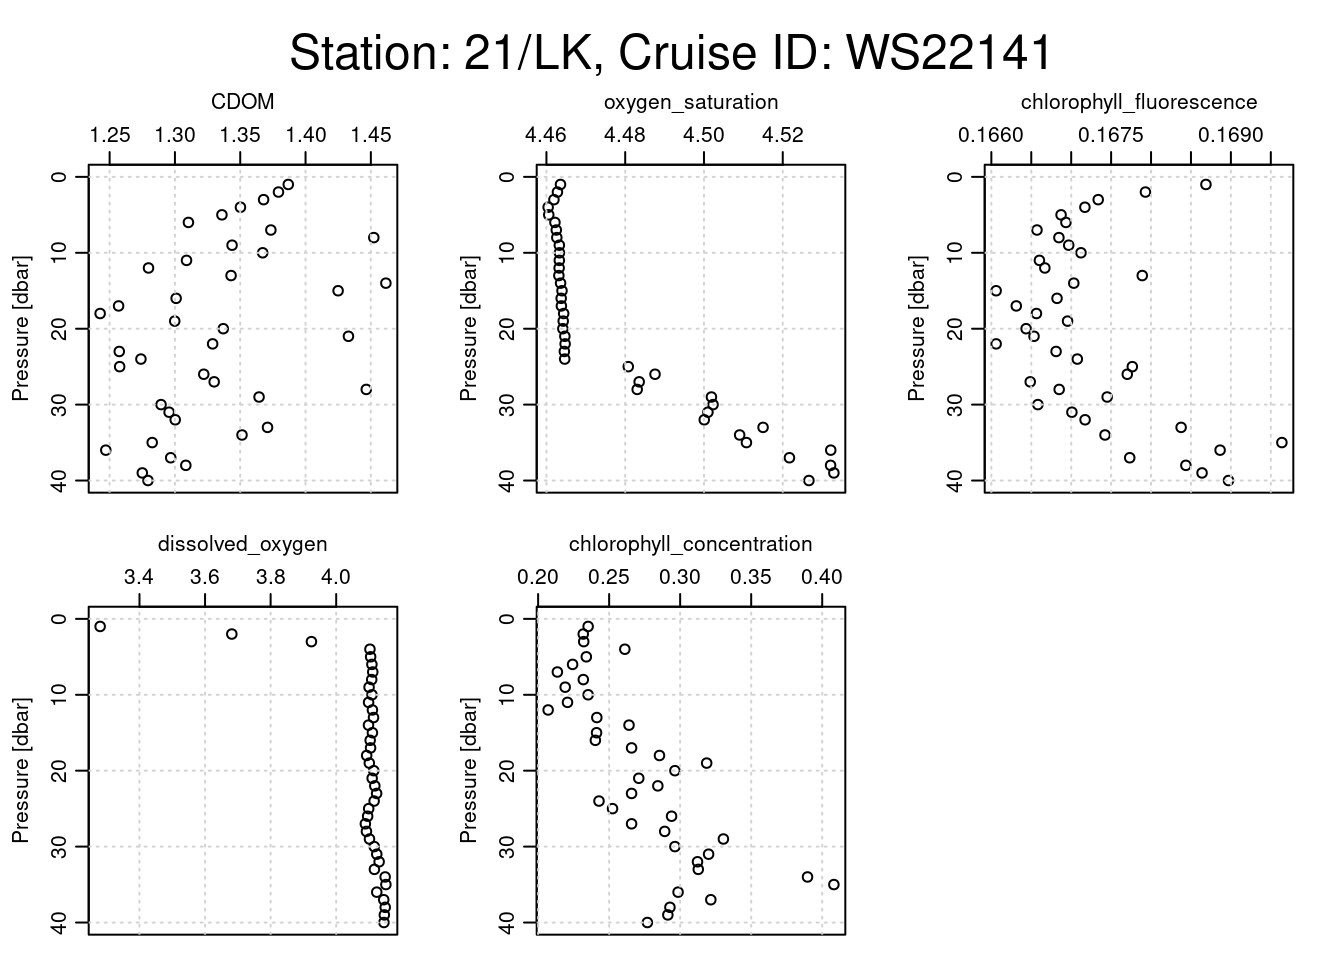 Station: 21/LK, Cruise ID: WS22141
CDOM
1.25 1.30 1.35 1.40 1.45
Pressure [dbar]
0
10
20
30
40
oxygen_saturation
4.46 4.48 4.50 4.52
Pressure [dbar]
0
10
20
30
40
chlorophyll_fluorescence
0.1660 0.1675 0.1690
Pressure [dbar]
0
10
20
30
40
dissolved_oxygen
3.4 3.6 3.8 4.0
Pressure [dbar]
0
10
20
30
40
chlorophyll_concentration
0.20 0.25 0.30 0.35 0.40
Pressure [dbar]
0
10
20
30
40